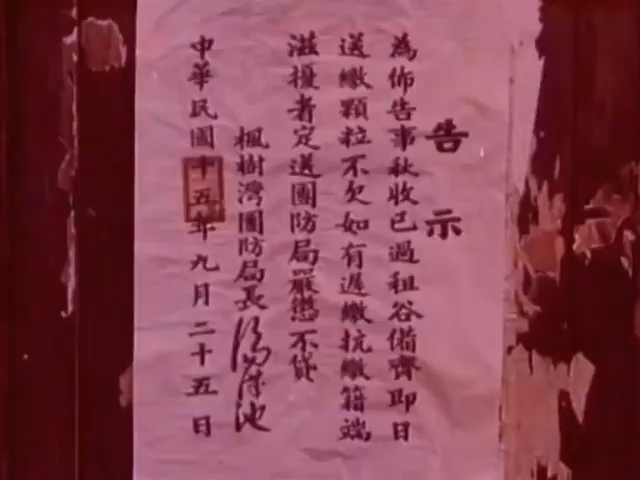 告示
為佈告事秋收已過租谷備齊即日
送繳顆粒不欠如有遲繳抗繳籍端
滋擾者定送團防局嚴懲不貸
楓樹灣團防局長
中華民國十五年九月二十五日